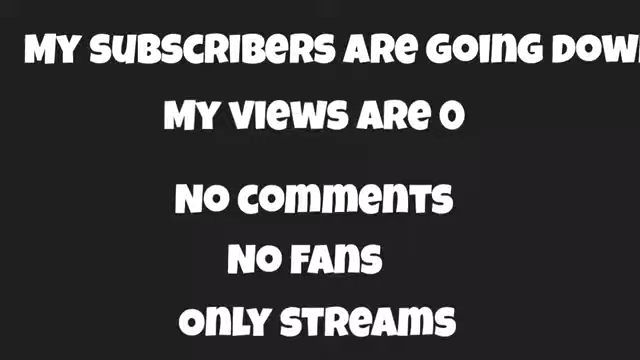 My subscribers are going dow
My views are 0
No comments
No fans
Only streams